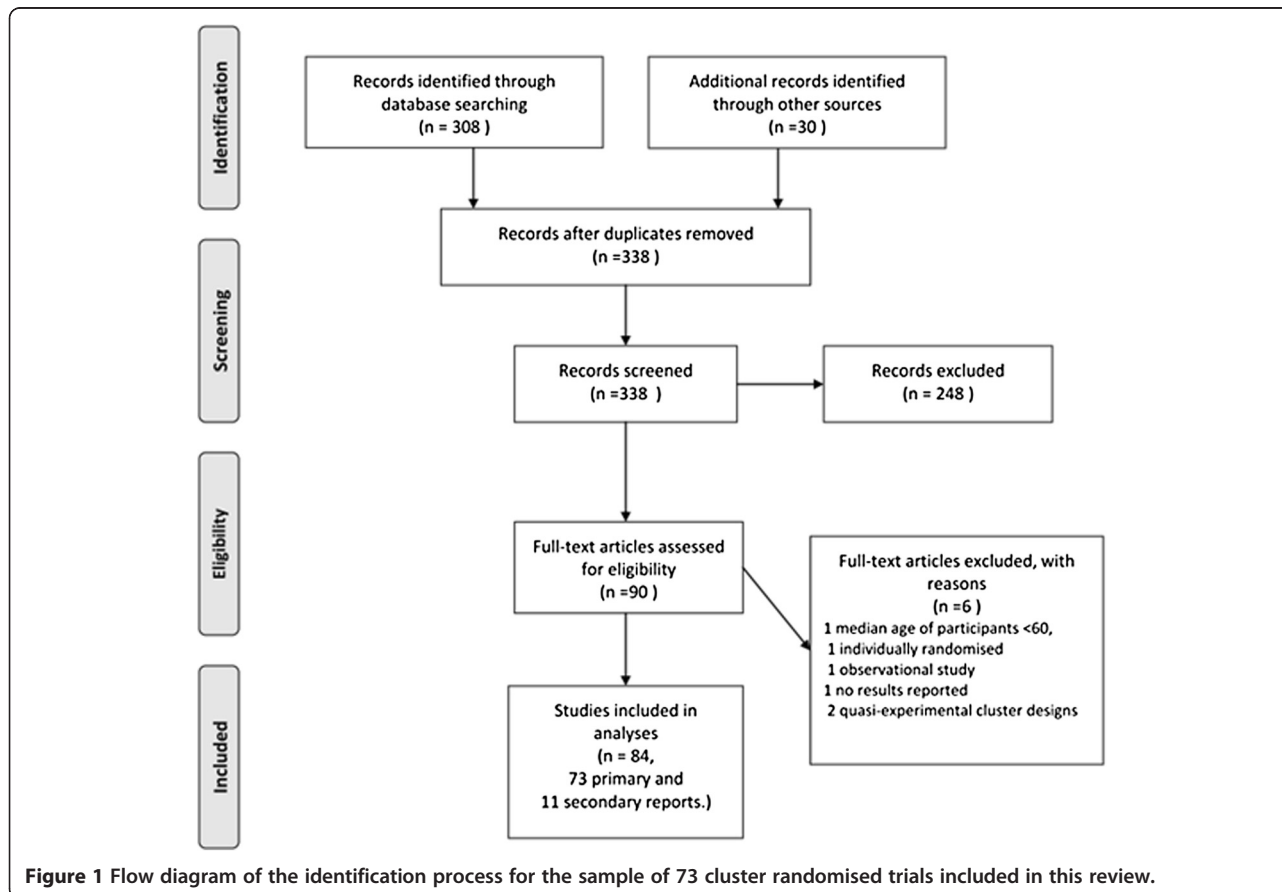 Identification
Records identified through
database searching
(n = 308 )
Additional records identified
through other sources
(n =30 )
Screening
Records after duplicates removed
(n =338 )
Records screened
(n =338 )
Records excluded
(n = 248 )
Eligibility
Full-text articles assessed
for eligibility
(n =90 )
Full-text articles excluded, with
reasons
(n =6 )
1 median age of participants <60,
1 individually randomised
1 observational study
1 no results reported
2 quasi-experimental cluster designs
Included
Studies included in
analyses
(n = 84,
73 primary and
11 secondary reports.)
Figure 1 Flow diagram of the identification process for the sample of 73 cluster randomised trials included in this review.